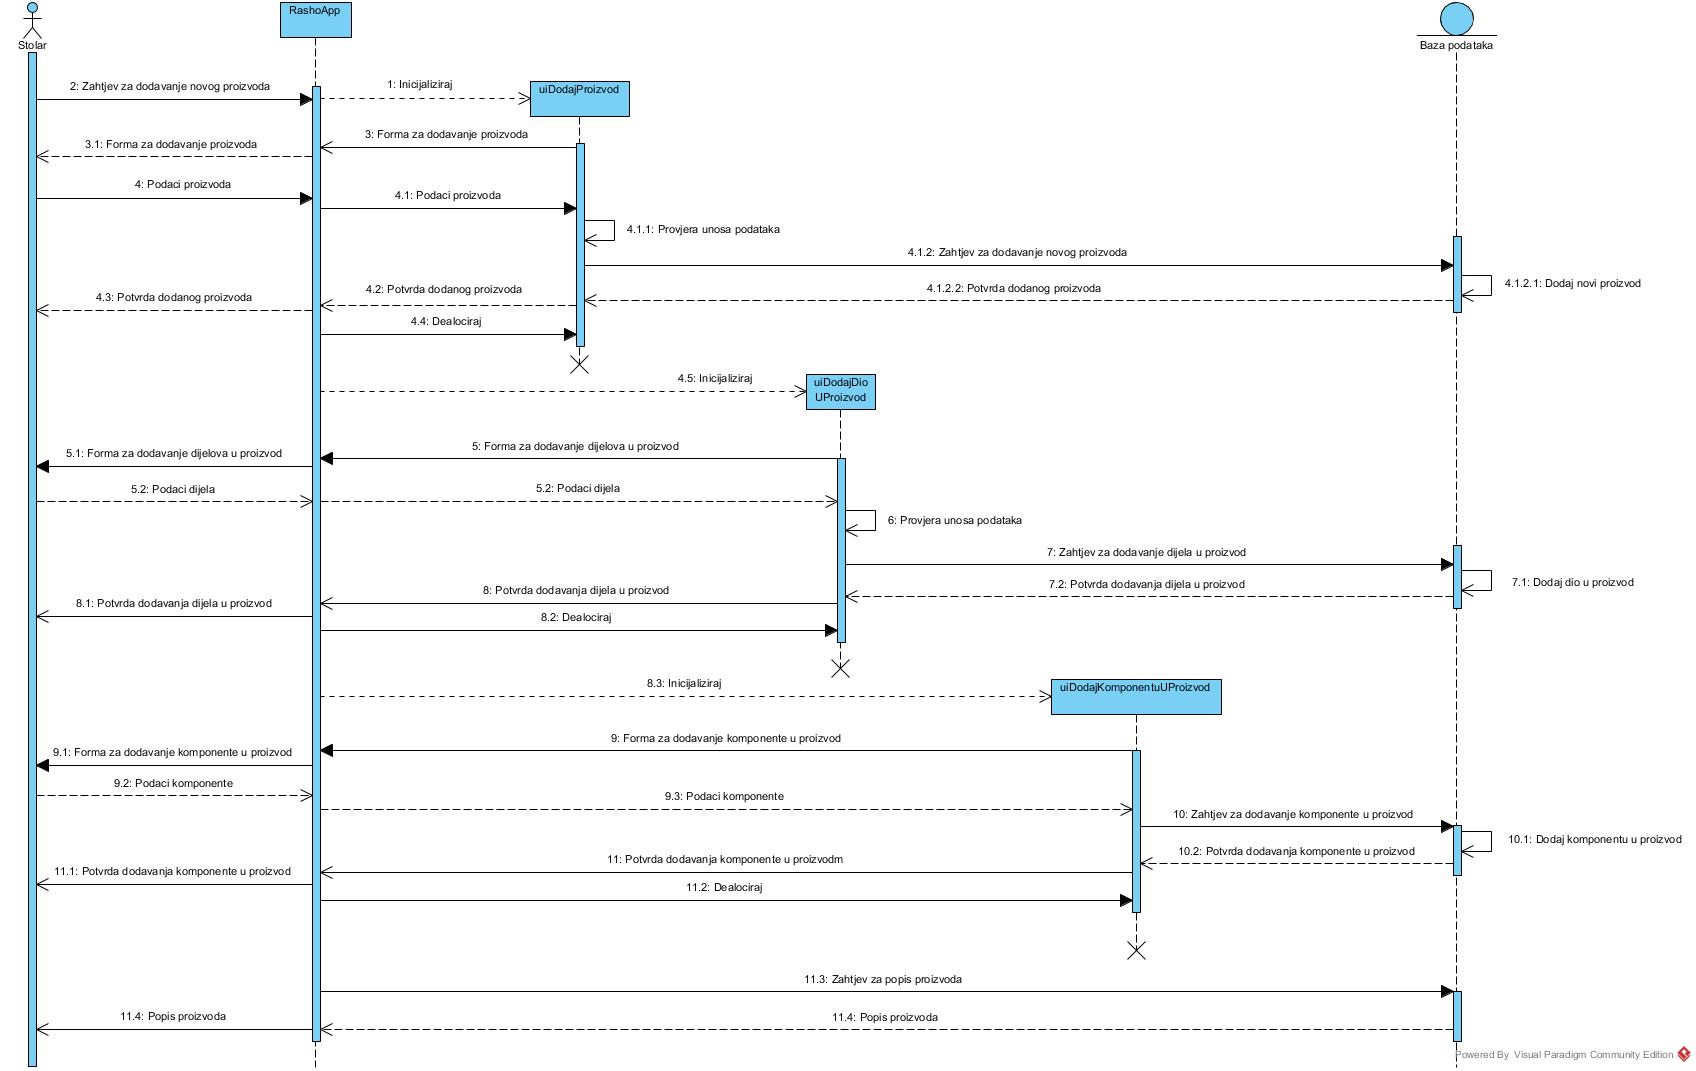 RashoApp
Stolar
Baza podataka
2: Zahtjev za dodavanje novog proizvoda
1: Inicijaliziraj
uiDodajProizvod
3: Forma za dodavanje proizvoda
3.1: Forma za dodavanje proizvoda
4: Podaci proizvoda
4.1: Podaci proizvoda
4.1.1: Provjera unosa podataka
4.1.2: Zahtjev za dodavanje novog proizvoda
4.1.2.1: Dodaj novi proizvod
4.3: Potvrda dodanog proizvoda
4.2: Potvrda dodanog proizvoda
4.1.2.2: Potvrda dodanog proizvoda
4.4: Dealociraj
4.5: Inicijaliziraj
uiDodajDio
UProizvod
5: Forma za dodavanje dijelova u proizvod
5.1: Forma za dodavanje dijelova u proizvod
5.2: Podaci dijela
5.2: Podaci dijela
6: Provjera unosa podataka
7: Zahtjev za dodavanje dijela u proizvod
7.1: Dodaj dio u proizvod
7.2: Potvrda dodavanja dijela u proizvod
8: Potvrda dodavanja dijela u proizvod
8.1: Potvrda dodavanja dijela u proizvod
8.2: Dealociraj
8.3: Inicijaliziraj
uiDodajKomponentuUProizvod
9: Forma za dodavanje komponente u proizvod
9.1: Forma za dodavanje komponente u proizvod
9.2: Podaci komponente
9.3: Podaci komponente
10: Zahtjev za dodavanje komponente u proizvod
10.1: Dodaj komponentu u proizvod
10.2: Potvrda dodavanja komponente u proizvod
11: Potvrda dodavanja komponente u proizvodm
11.1: Potvrda dodavanja komponente u proizvod
11.2: Dealociraj
11.3: Zahtjev za popis proizvoda
11.4: Popis proizvoda
11.4: Popis proizvoda
Powered By Visual Paradigm Community Edition